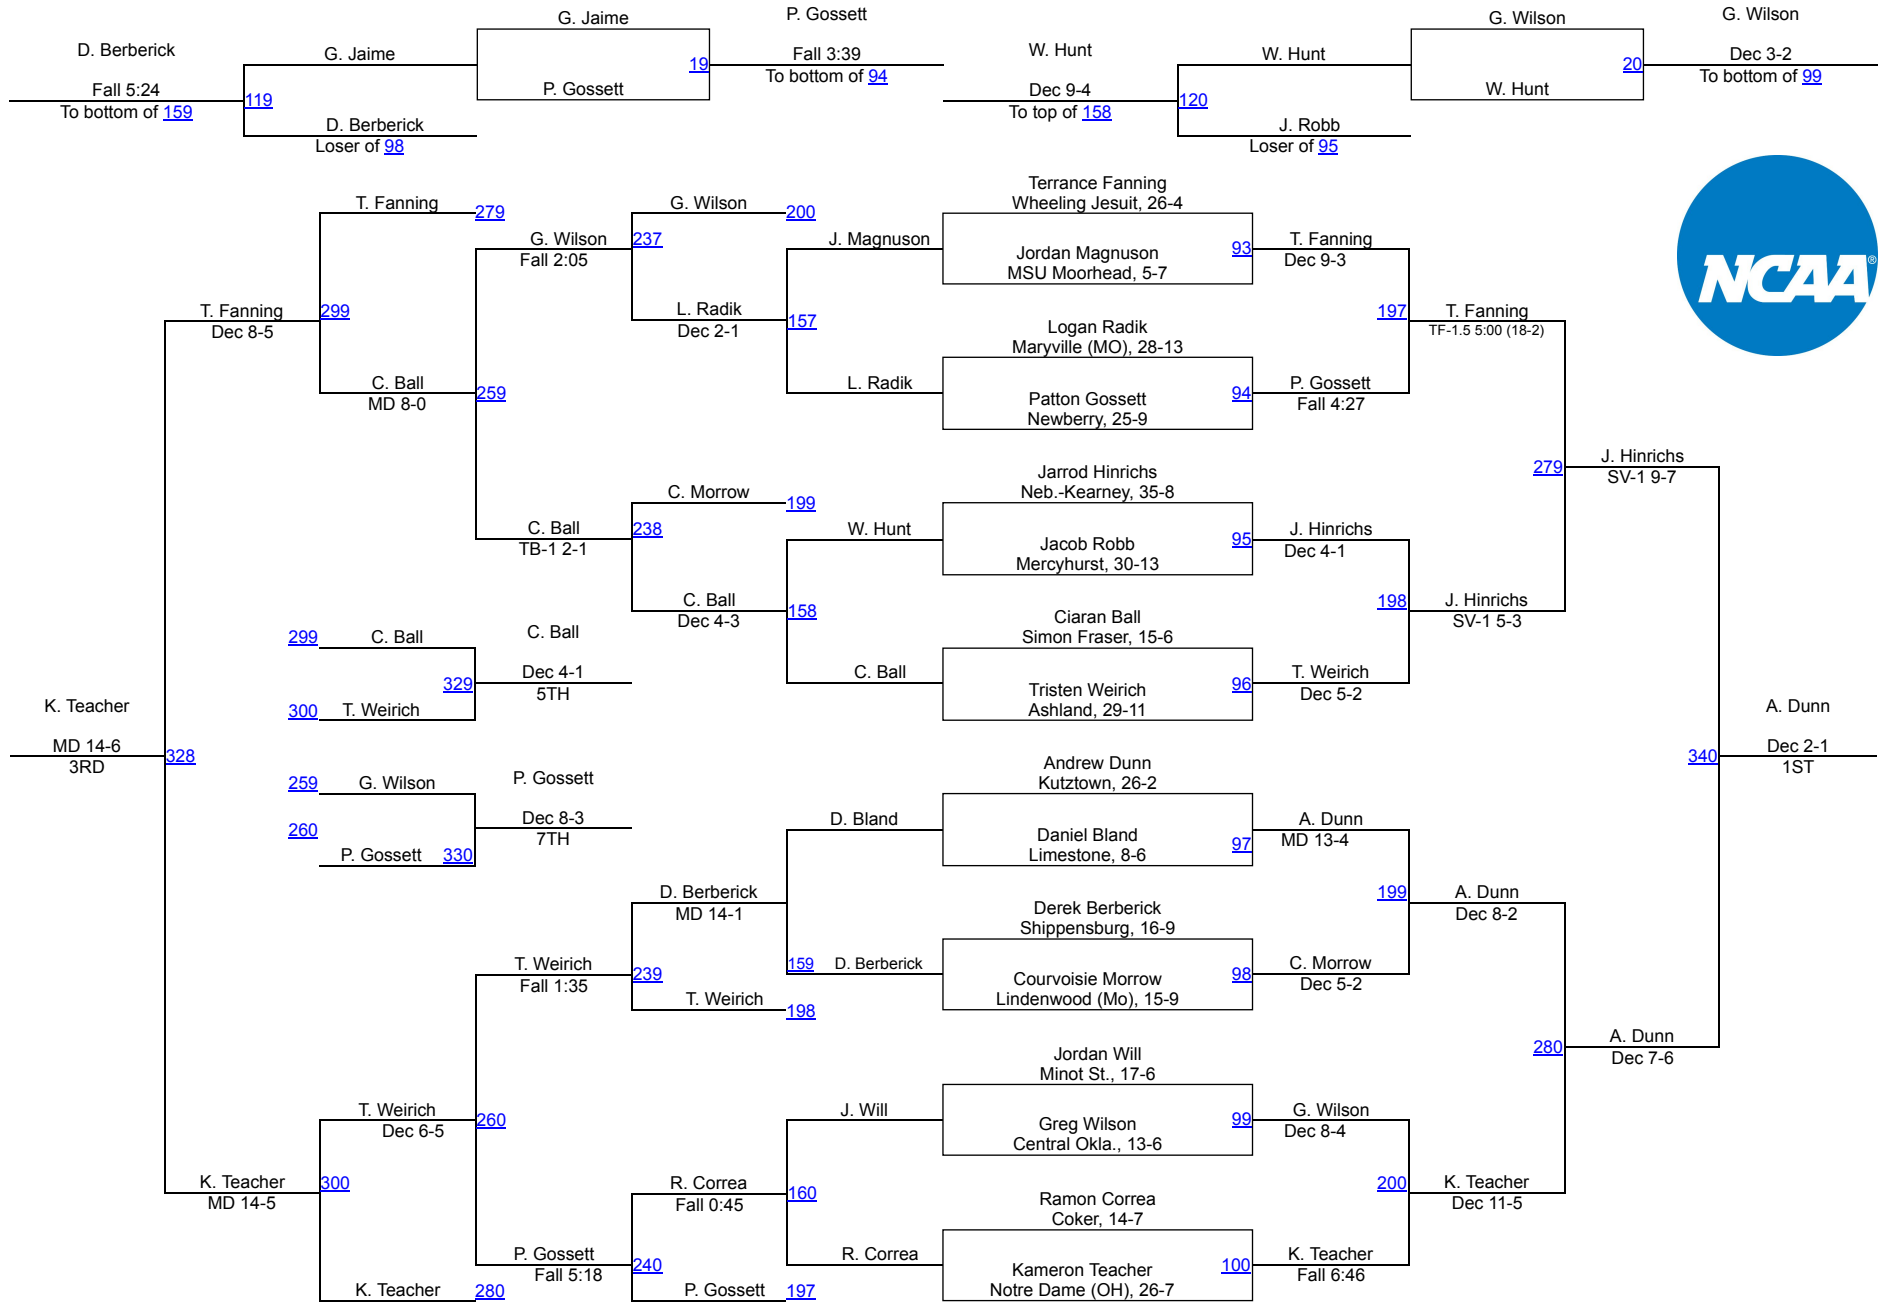 G. Jaime
P. Gossett
G. Wilson
G. Wilson
D. Berberick
G. Jaime
19
Fall 3:39
W. Hunt
W. Hunt
20
Dec 3-2
Fall 5:24
To bottom of 94
P. Gossett
Dec 9-4
To bottom of 99
W. Hunt
To bottom of 159
119
To top of 158
120
D. Berberick
Loser of 98
J. Robb
Loser of 95
NCAA®
Terrance Fanning
Wheeling Jesuit, 26-4
Jordan Magnuson
MSU Moorhead, 5-7
93
T. Fanning
Dec 9-3
Logan Radik
Maryville (MO), 28-13
Patton Gossett
Newberry, 25-9
94
P. Gossett
Fall 4:27
197
T. Fanning
TF-1.5 5:00 (18-2)
Jarrod Hinrichs
Neb.-Kearney, 35-8
Jacob Robb
Mercyhurst, 30-13
95
J. Hinrichs
Dec 4-1
Ciaran Ball
Simon Fraser, 15-6
Tristen Weirich
Ashland, 29-11
96
T. Weirich
Dec 5-2
198
J. Hinrichs
SV-1 5-3
279
J. Hinrichs
SV-1 9-7
Andrew Dunn
Kutztown, 26-2
Daniel Bland
Limestone, 8-6
97
A. Dunn
MD 13-4
Derek Berberick
Shippensburg, 16-9
Courvoisie Morrow
Lindenwood (Mo), 15-9
98
C. Morrow
Dec 5-2
199
A. Dunn
Dec 8-2
Jordan Will
Minot St., 17-6
Greg Wilson
Central Okla., 13-6
99
G. Wilson
Dec 8-4
Ramon Correa
Coker, 14-7
Kameron Teacher
Notre Dame (OH), 26-7
100
K. Teacher
Fall 6:46
200
K. Teacher
Dec 11-5
280
A. Dunn
Dec 7-6
340
A. Dunn
Dec 2-1
1ST
J. Magnuson
L. Radik
157
L. Radik
Dec 2-1
G. Wilson
200
237
G. Wilson
Fall 2:05
W. Hunt
C. Ball
158
C. Ball
Dec 4-3
C. Morrow
199
238
C. Ball
TB-1 2-1
259
C. Ball
MD 8-0
T. Fanning
279
299
T. Fanning
Dec 8-5
299
C. Ball
300
T. Weirich
329
C. Ball
Dec 4-1
5TH
259
G. Wilson
260
P. Gossett
330
P. Gossett
Dec 8-3
7TH
D. Bland
159
D. Berberick
D. Berberick
MD 14-1
T. Weirich
198
239
T. Weirich
Fall 1:35
J. Will
R. Correa
160
R. Correa
Fall 0:45
P. Gossett
197
240
P. Gossett
Fall 5:18
260
T. Weirich
Dec 6-5
K. Teacher
280
300
K. Teacher
MD 14-5
328
K. Teacher
MD 14-6
3RD